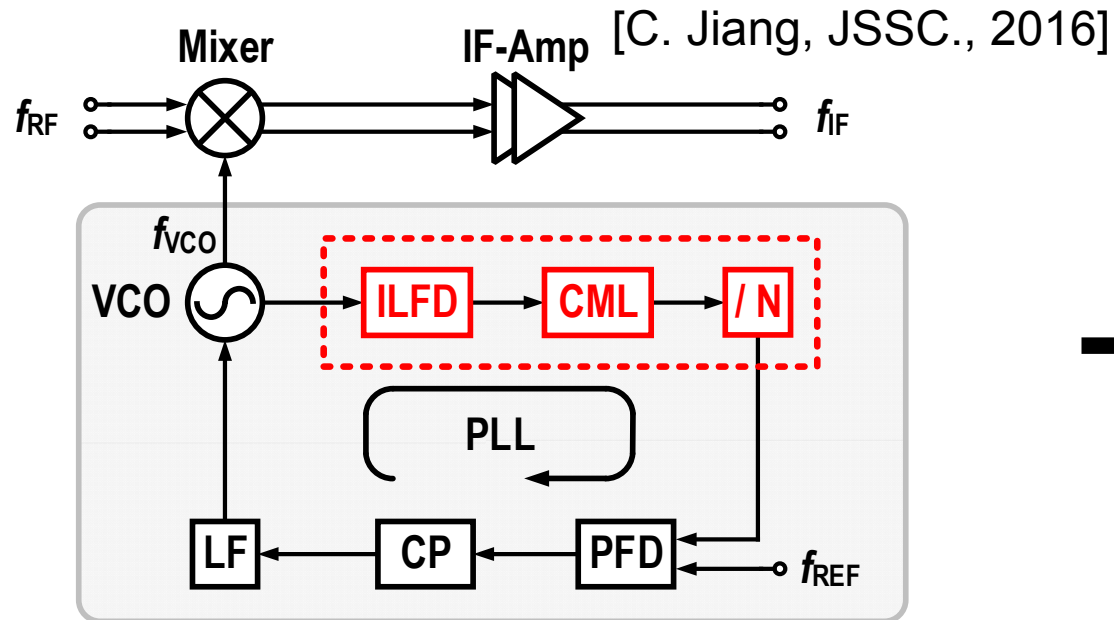 [C. Jiang, JSSC., 2016]
Mixer
IF-Amp
fRF
fIF
fVCO
VCO
ILFD
CML
/ N
PLL
LF
CP
PFD
fREF